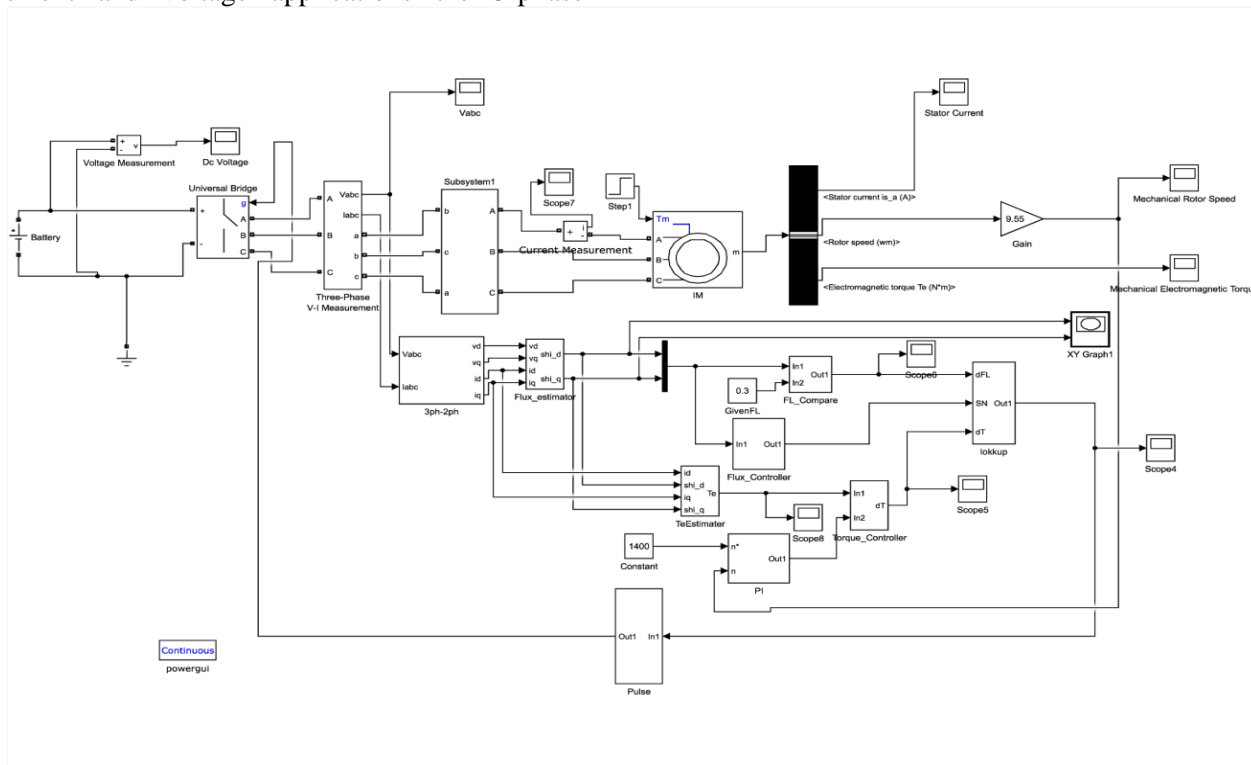 Vabc
Stator Current
+
-
v
Voltage Measurement
Dc Voltage
Universal Bridge
g
+
-
A
B
C
Battery
A
B
C
Vabc
Iabc
a
b
c
Three-Phase
V-I Measurement
Subsystem1
b
c
a
A
B
C
Scope7
+
-
i
Current Measurement
Step1
Tm
A
B
C
m
IM
<Stator current is_a (A)>
<Rotor speed (wm)>
<Electromagnetic torque Te (N*m)>
9.55
Gain
Mechanical Rotor Speed
Mechanical Electromagnetic Torqu
XY Graph1
Vabc
Iabc
vd
vq
id
iq
3ph-2ph
vd
vq
id
iq
shi_d
shi_q
Flux_estimator
0.3
GivenFL
In1
In2
Out1
FL_Compare
Scope6
In1
Out1
Flux_Controller
dFL
SN
dT
Out1
lokkup
Scope4
id
shi_d
iq
shi_q
Te
TeEstimater
Scope8
In1
In2
dT
Torque_Controller
Scope5
1400
Constant
n*
n
Out1
PI
Out1
In1
Pulse
Continuous
powergui